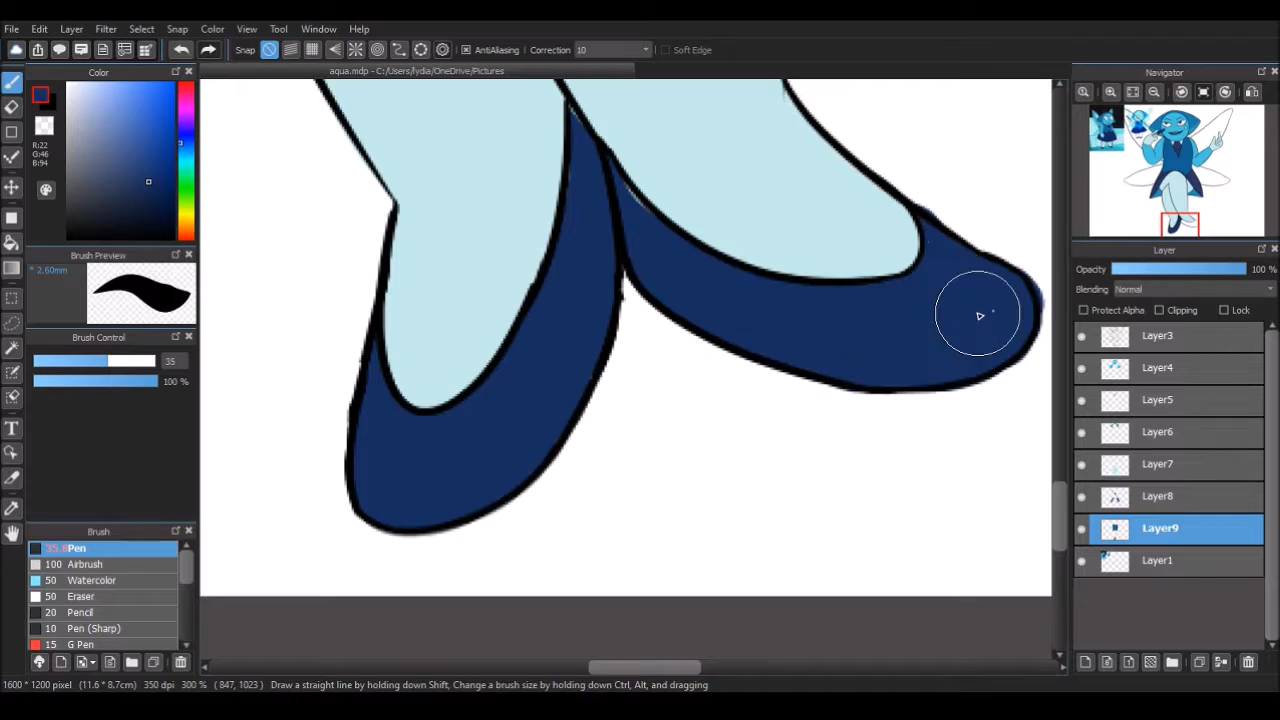 File Edit Layer Filter Select Snap Color View Tool Window Help
Snap AntiAliasing Correction 10 Soft Edge
aqua.mdp - C:/Users/lydia/OneDrive/Pictures
Color
R:22
G:46
B:94
Brush Preview
* 2.60mm
Brush Control
35
100 %
Brush
35.8 Pen
100 Airbrush
50 Watercolor
50 Eraser
20 Pencil
10 Pen (Sharp)
15 G Pen
Navigator
Layer
Opacity 100 %
Blending Normal
Protect Alpha Clipping Lock
Layer3
Layer4
Layer5
Layer6
Layer7
Layer8
Layer9
Layer1
1600 * 1200 pixel (11.6 * 8.7cm) 350 dpi 300 % ( 847, 1023 ) Draw a straight line by holding down Shift, Change a brush size by holding down Ctrl, Alt, and dragging